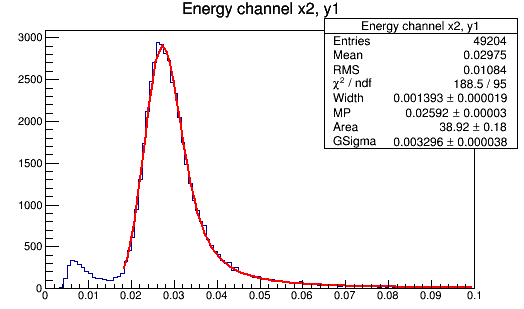 Energy channel x2, y1
Energy channel x2, y1
Entries 49204
Mean 0.02975
RMS 0.01084
χ² / ndf 188.5 / 95
Width 0.001393 ± 0.000019
MP 0.02592 ± 0.00003
Area 38.92 ± 0.18
GSigma 0.003296 ± 0.000038
3000
2500
2000
1500
1000
500
0
0 0.01 0.02 0.03 0.04 0.05 0.06 0.07 0.08 0.09 0.1